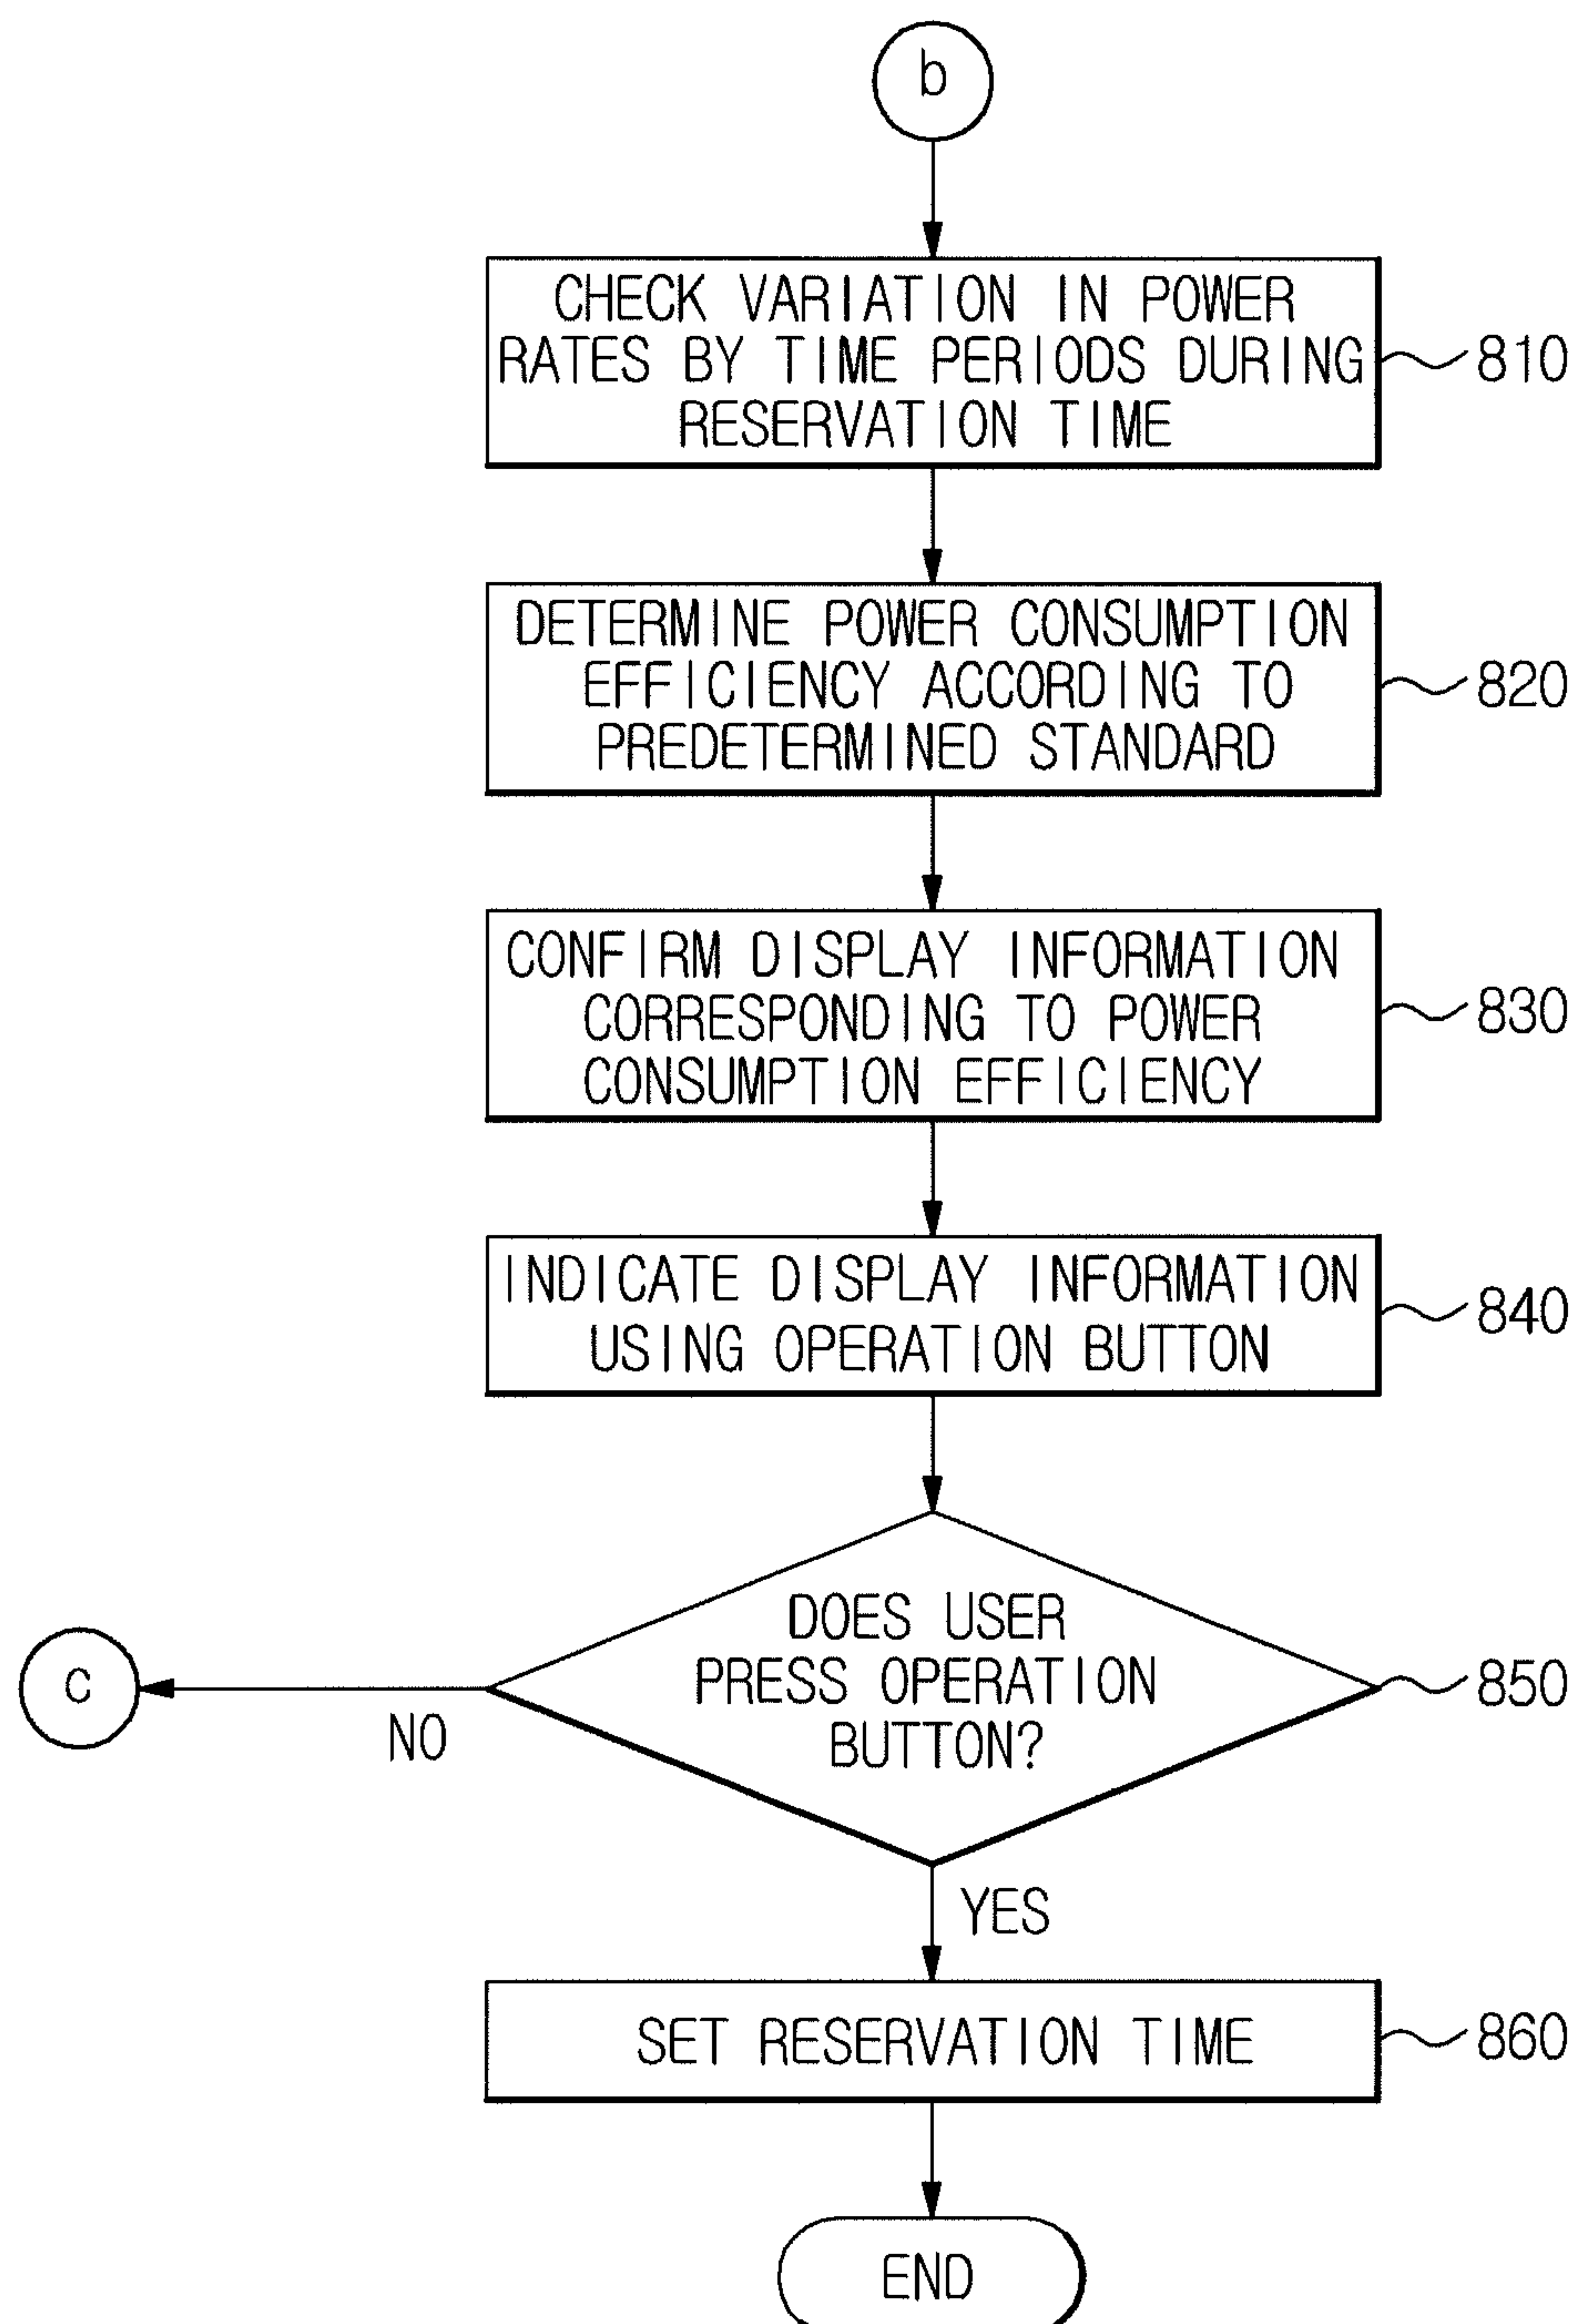 b
CHECK VARIATION IN POWER
RATES BY TIME PERIODS DURING
RESERVATION TIME
810
DETERMINE POWER CONSUMPTION
EFFICIENCY ACCORDING TO
PREDETERMINED STANDARD
820
CONFIRM DISPLAY INFORMATION
CORRESPONDING TO POWER
CONSUMPTION EFFICIENCY
830
INDICATE DISPLAY INFORMATION
USING OPERATION BUTTON
840
DOES USER
PRESS OPERATION
BUTTON?
850
c
NO
YES
SET RESERVATION TIME
860
END